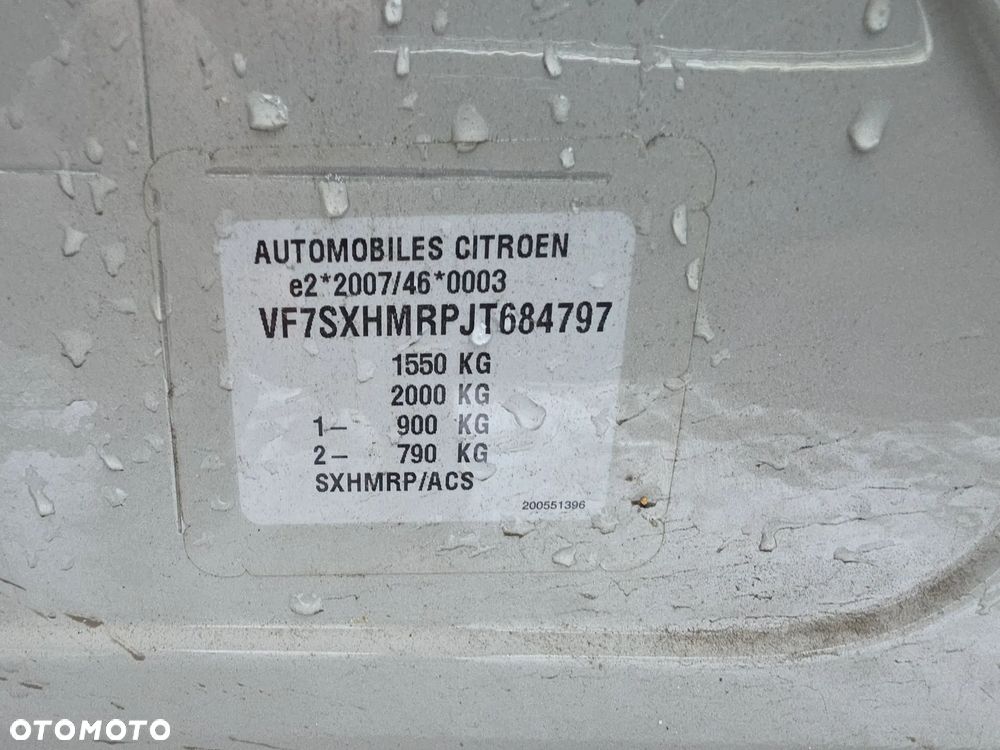 AUTOMOBILES CITROEN
e2*2007/46*0003
VF7SXHMRPJT684797
1550 KG
2000 KG
1– 900 KG
2– 790 KG
SXHMRP/ACS
200551396
OTOMOTO